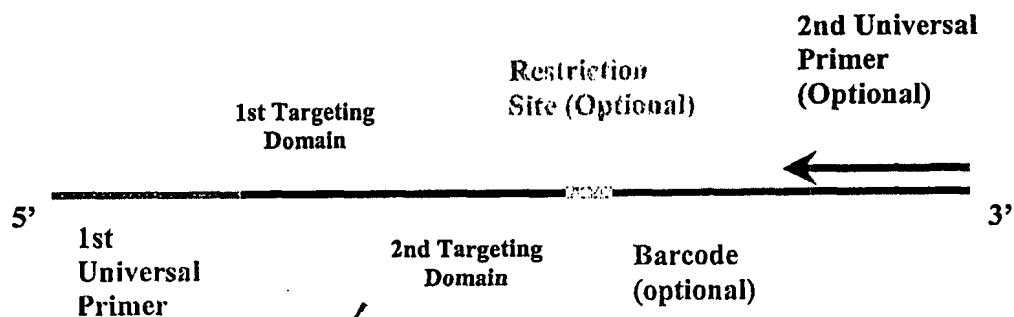 2nd Universal
Primer
(Optional)
Restriction
Site (Optional)
1st Targeting
Domain
5’
3’
1st
Universal
Primer
2nd Targeting
Domain
Barcode
(optional)